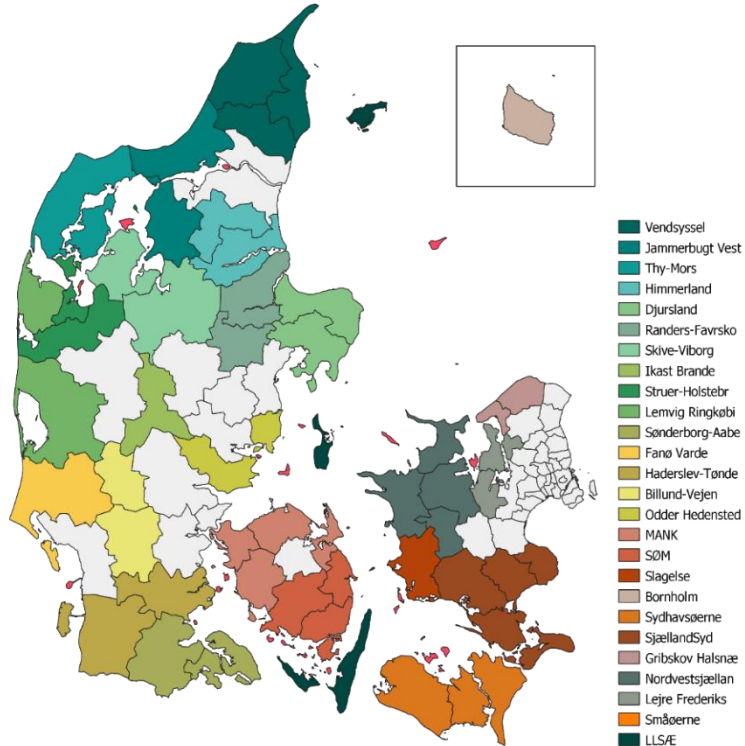 Vendsyssel
Jammerbugt Vest
Thy-Mors
Himmerland
Djursland
Randers-Favrsko
Skive-Viborg
Ikast Brande
Struer-Holstebr
Lemvig Ringkøbi
Sønderborg-Aabe
Fanø Varde
Haderslev-Tønde
Billund-Vejen
Odder Hedensted
MANK
SØM
Slagelse
Bornholm
Sydhavsøerne
SjællandSyd
Gribskov Halsnæ
Nordvestsjællan
Lejre Frederiks
Småøerne
LLSÆ